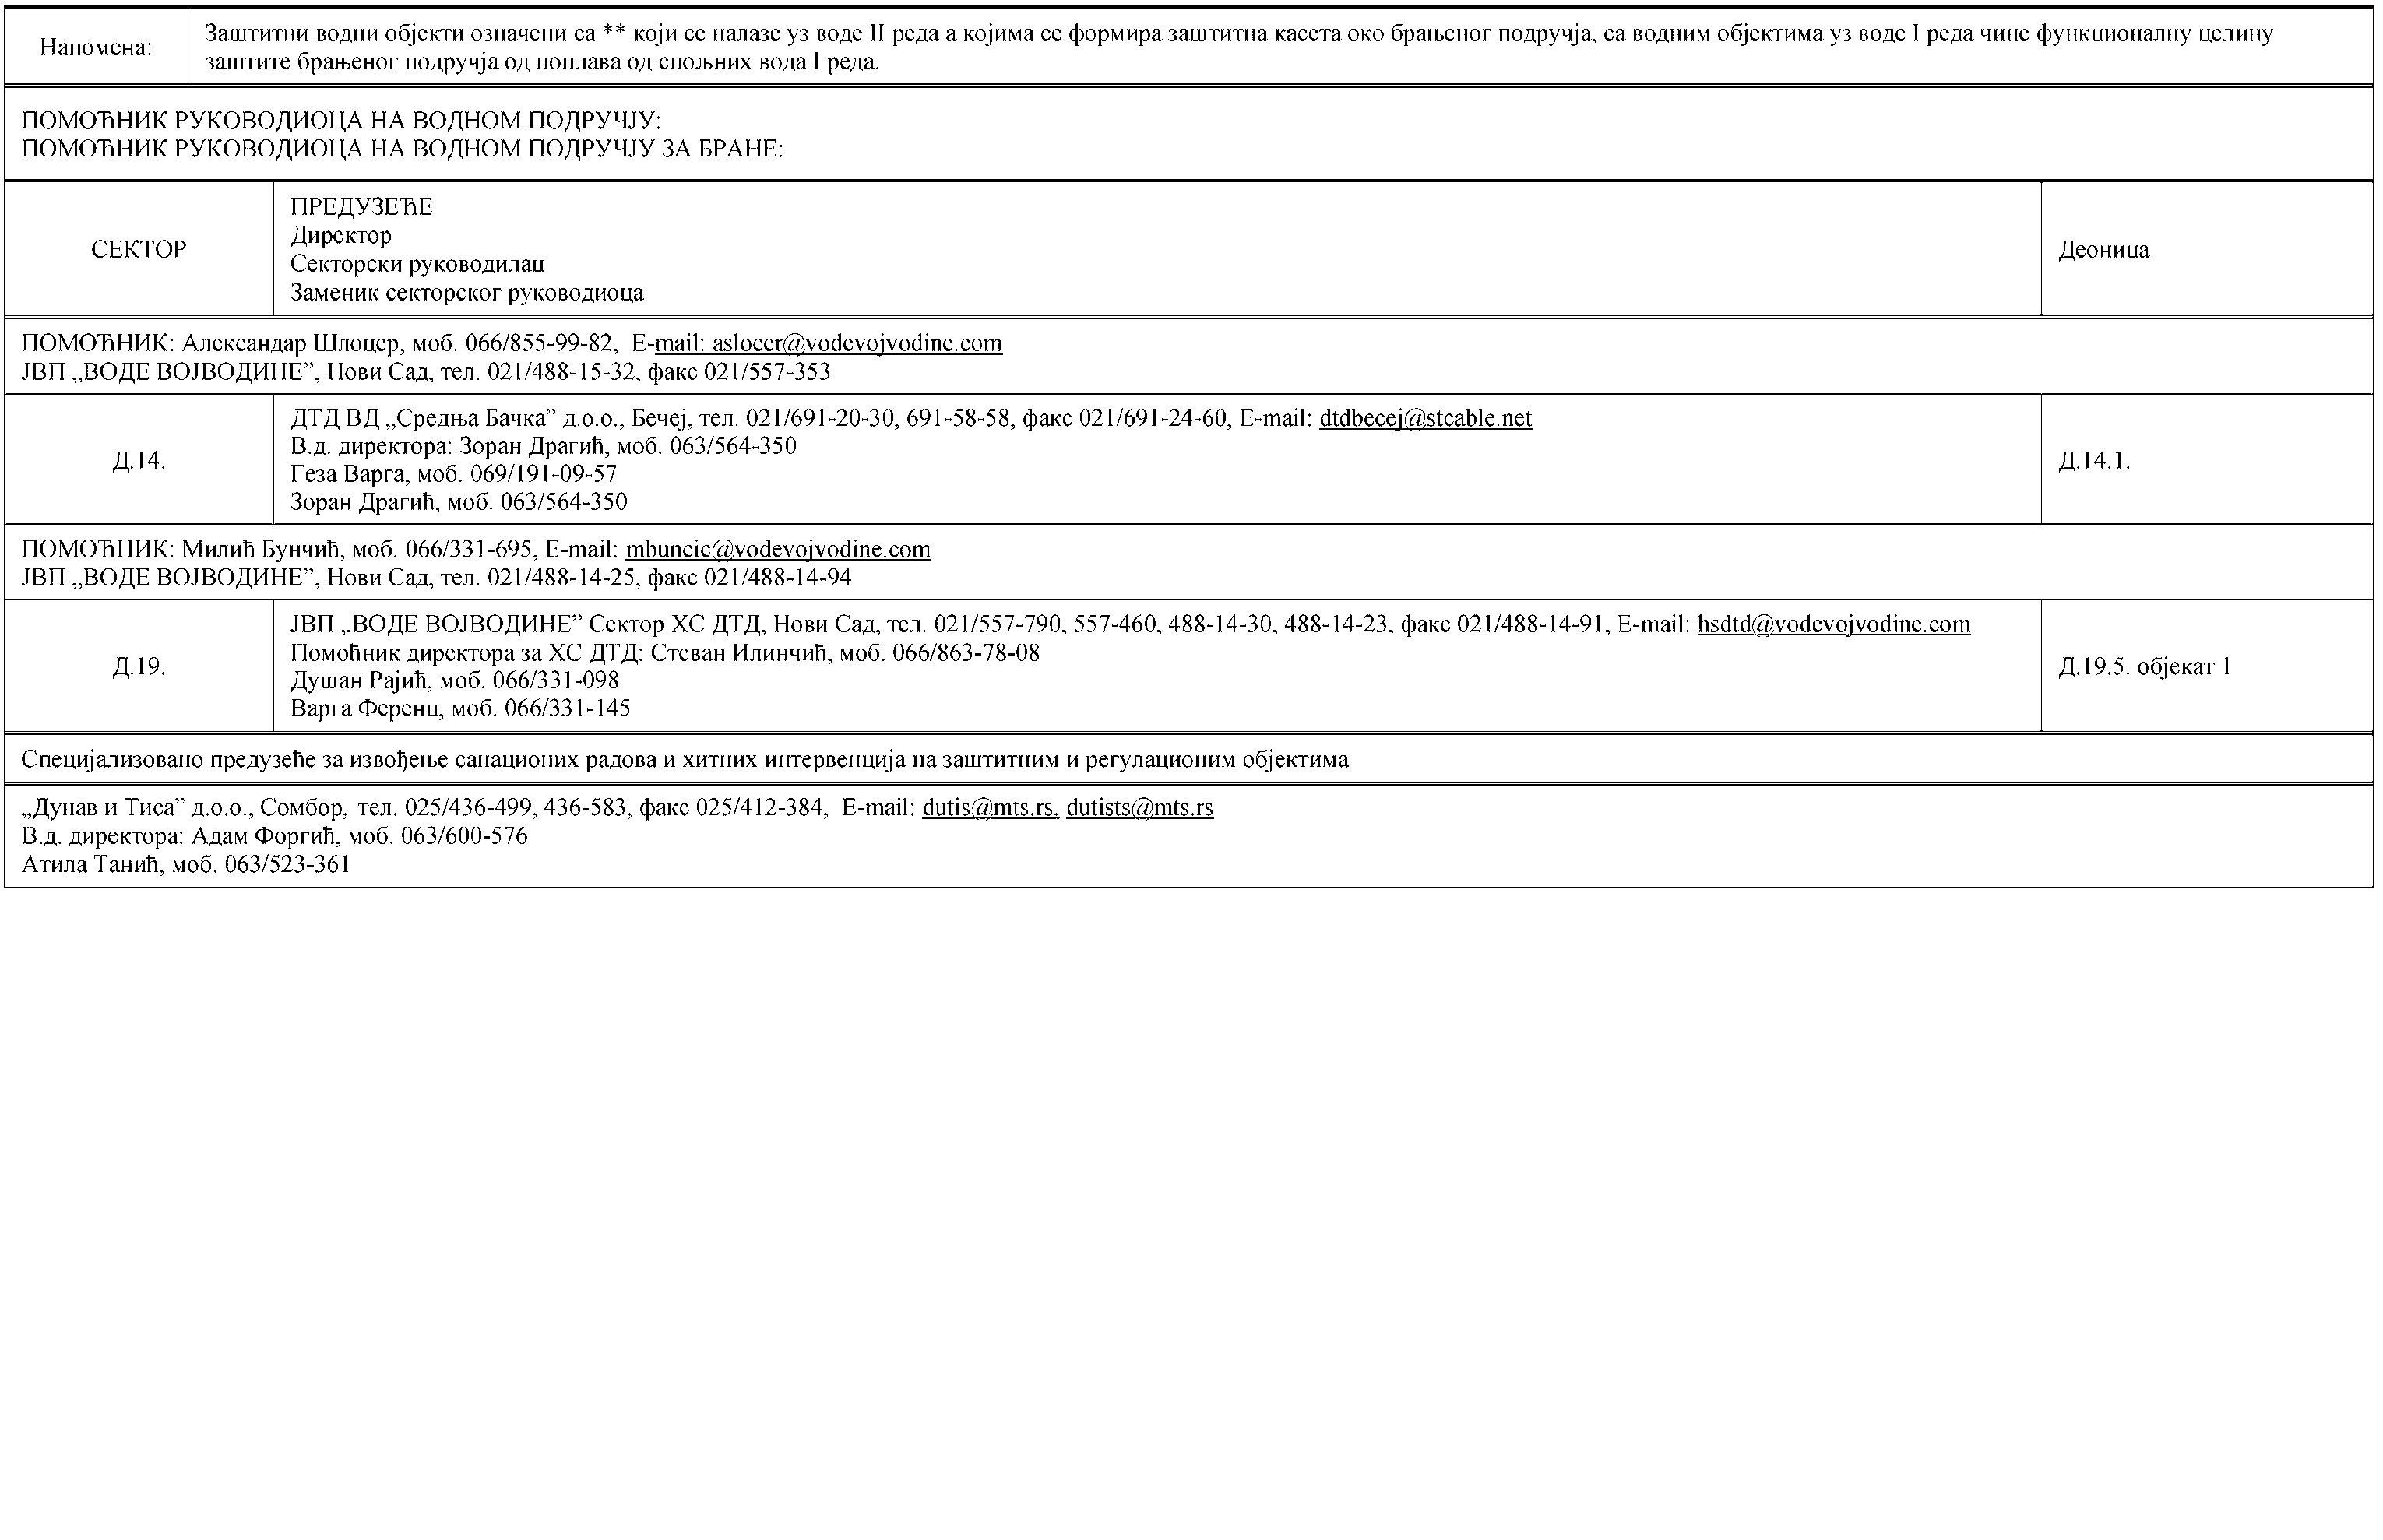 Напомена:
Заштитни водни објекти означени са ** који се налазе уз воде II реда а којима се формира заштитна касета око брањеног подручја, са водним објектима уз воде I реда чине функционалну целину
заштите брањеног подручја од поплава од спољних вода I реда.
ПОМОЋНИК РУКОВОДИОЦА НА ВОДНОМ ПОДРУЧЈУ:
ПОМОЋНИК РУКОВОДИОЦА НА ВОДНОМ ПОДРУЧЈУ ЗА БРАНЕ:
СЕКТОР
ПРЕДУЗЕЋЕ
Директор
Секторски руководилац
Заменик секторског руководиоца
Деоница
ПОМОЋНИК: Александар Шлоцер, моб. 066/855-99-82, E-mail: aslocer@vodevojvodine.com
ЈВП „ВОДЕ ВОЈВОДИНЕ”, Нови Сад, тел. 021/488-15-32, факс 021/557-353
Д.14.
ДТД ВД „Средња Бачка” д.о.о., Бечеј, тел. 021/691-20-30, 691-58-58, факс 021/691-24-60, E-mail: dtdbecej@stcable.net
В.д. директора: Зоран Драгић, моб. 063/564-350
Геза Варга, моб. 069/191-09-57
Зоран Драгић, моб. 063/564-350
Д.14.1.
ПОМОЋНИК: Милић Бунчић, моб. 066/331-695, E-mail: mbuncic@vodevojvodine.com
ЈВП „ВОДЕ ВОЈВОДИНЕ”, Нови Сад, тел. 021/488-14-25, факс 021/488-14-94
Д.19.
ЈВП „ВОДЕ ВОЈВОДИНЕ” Сектор ХС ДТД, Нови Сад, тел. 021/557-790, 557-460, 488-14-30, 488-14-23, факс 021/488-14-91, E-mail: hsdtd@vodevojvodine.com
Помоћник директора за ХС ДТД: Стеван Илинчић, моб. 066/863-78-08
Душан Рајић, моб. 066/331-098
Варга Ференц, моб. 066/331-145
Д.19.5. објекат 1
Специјализовано предузеће за извођење санационих радова и хитних интервенција на заштитним и регулационим објектима
„Дунав и Тиса” д.о.о., Сомбор, тел. 025/436-499, 436-583, факс 025/412-384, E-mail: dutis@mts.rs, dutists@mts.rs
В.д. директора: Адам Форгић, моб. 063/600-576
Атила Танић, моб. 063/523-361